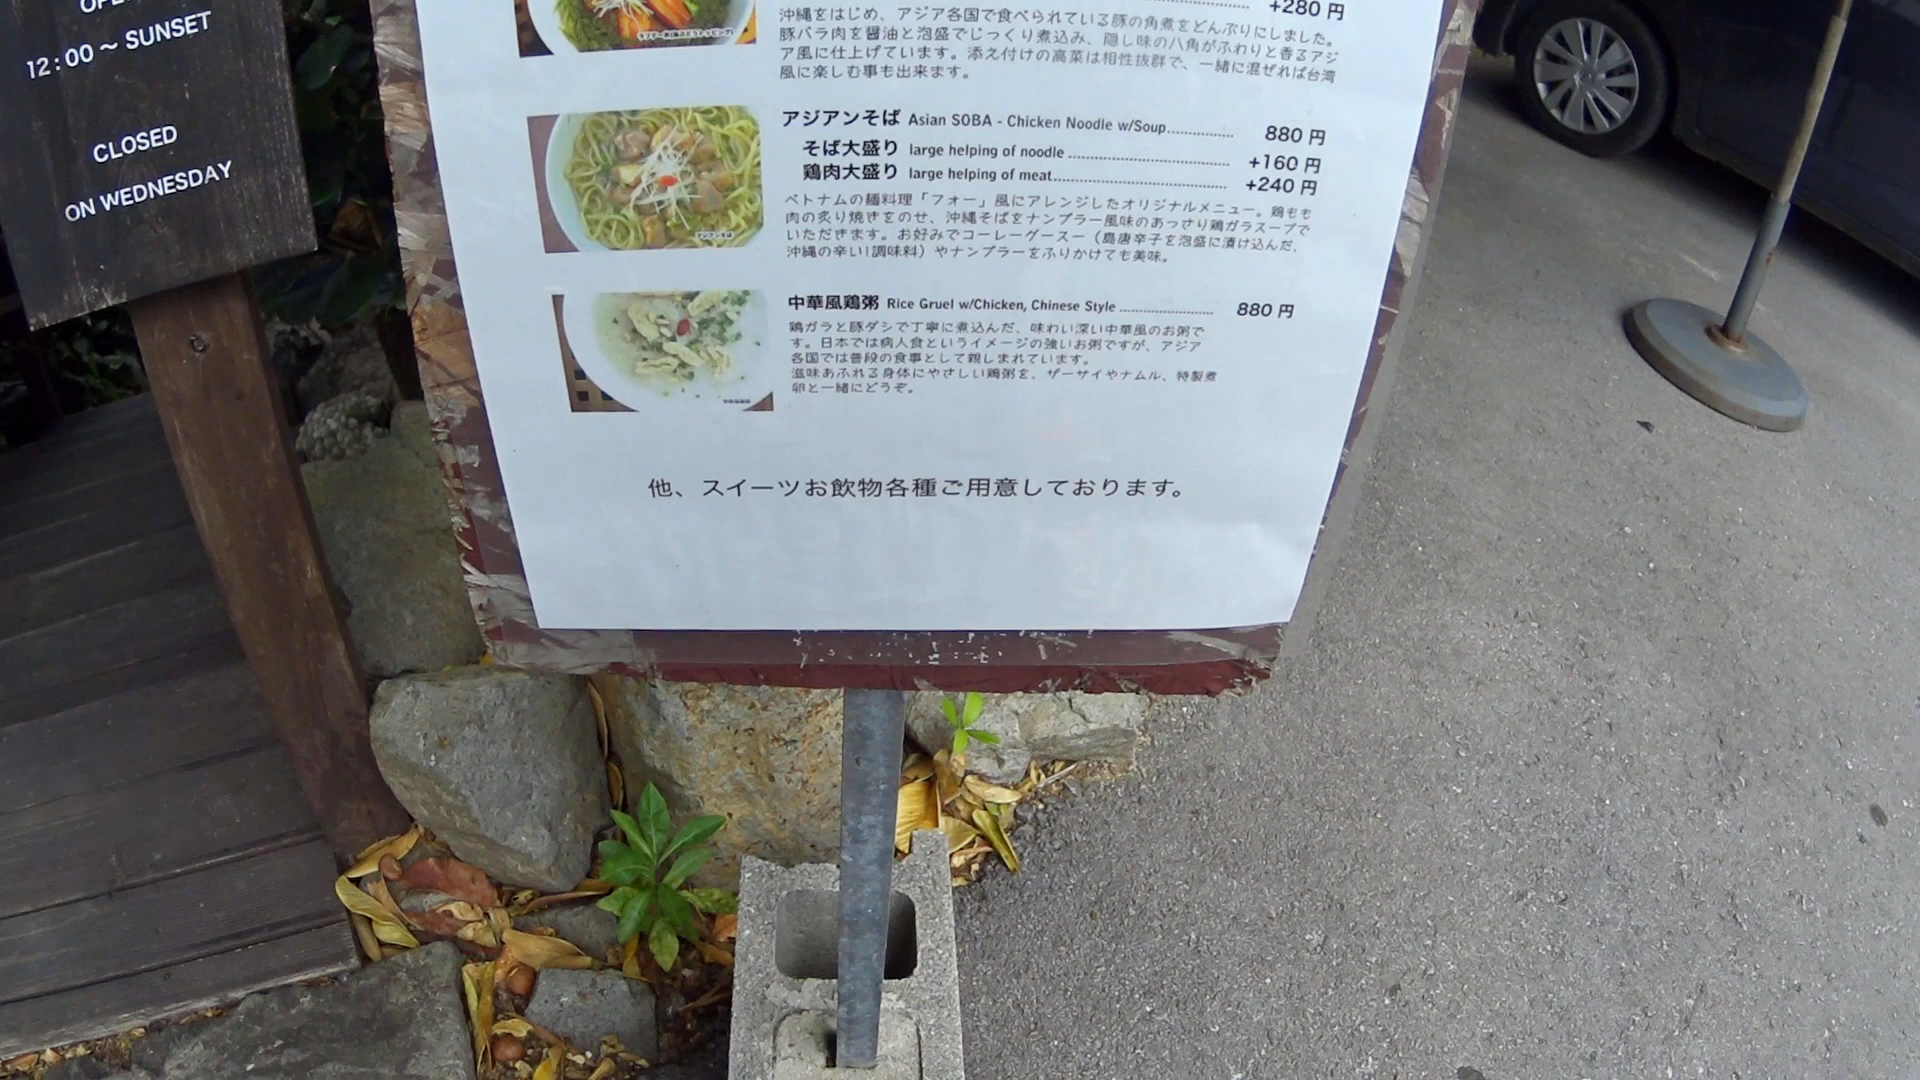 12:00 ~ SUNSET
CLOSED
ON WEDNESDAY
+280 円
沖縄をはじめ、アジア各国で食べられている豚の角煮をどんぶりにしました。
豚バラ肉を醤油と泡盛でじっくり煮込み、隠し味の八角がふわりと香るアジ
ア風に仕上げています。添え付けの高菜は相性抜群で、一緒に混ぜれば台湾
風に楽しむ事も出来ます。
アジアンそば Asian SOBA - Chicken Noodle w/Soup 880 円
そば大盛り large helping of noodle +160 円
鶏肉大盛り large helping of meat +240 円
ベトナムの麺料理「フォー」風にアレンジしたオリジナルメニュー。鶏もも
肉の炙り焼きをのせ、沖縄そばをナンプラー風味のあっさり鶏ガラスープで
いただきます。お好みでコーレーグースー（島唐辛子を泡盛に漬け込んだ、
沖縄の辛い調味料）やナンプラーをふりかけても美味。
アジアンそば
中華風鶏粥 Rice Gruel w/Chicken, Chinese Style 880 円
鶏ガラと豚ダシで丁寧に煮込んだ、味わい深い中華風のお粥で
す。日本では病人食というイメージの強いお粥ですが、アジア
各国では普段の食事として親しまれています。
滋味あふれる身体にやさしい鶏粥を、ザーサイやナムル、特製煮
卵と一緒にどうぞ。
中華風鶏粥
他、スイーツお飲物各種ご用意しております。